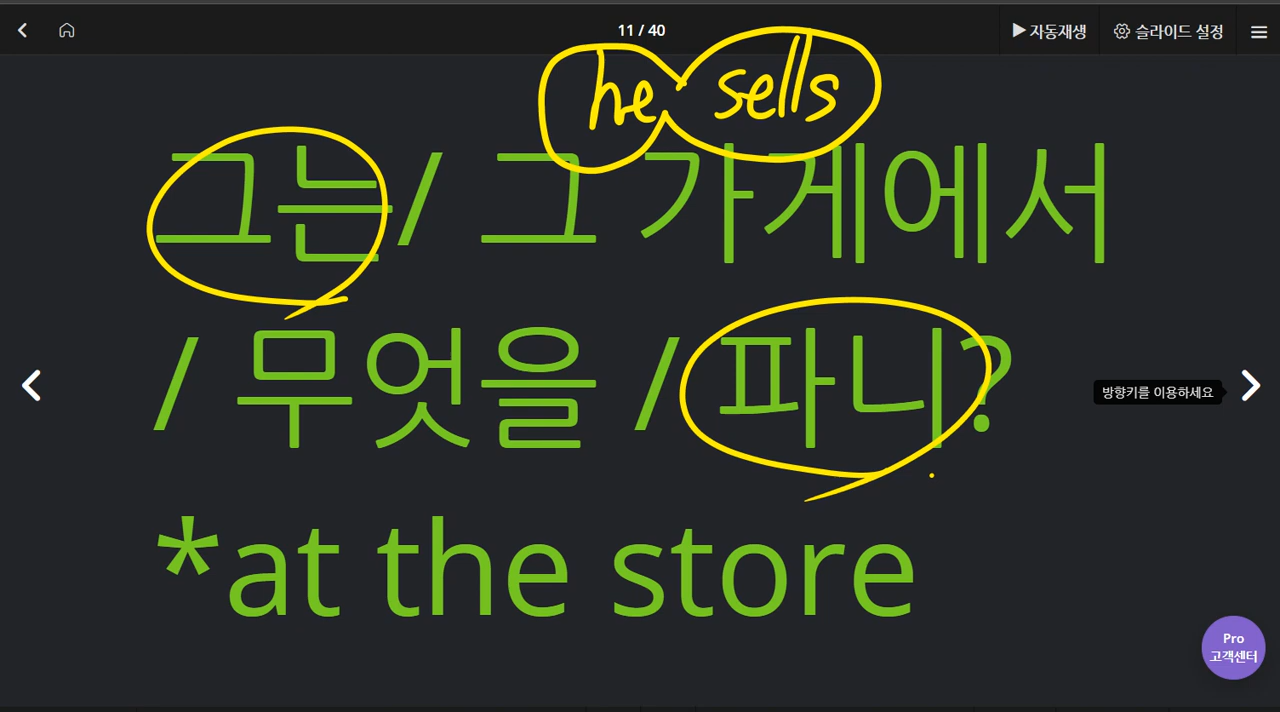 11 / 40
▶ 자동재생
슬라이드 설정
he sells
그는 / 그 가게에서
/ 무엇을 / 파니?
방향키를 이용하세요
*at the store
Pro
고객센터